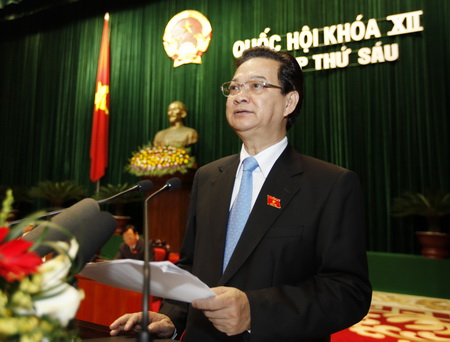 QUỐC HỘI KHÓA XII
THỨ SÁU